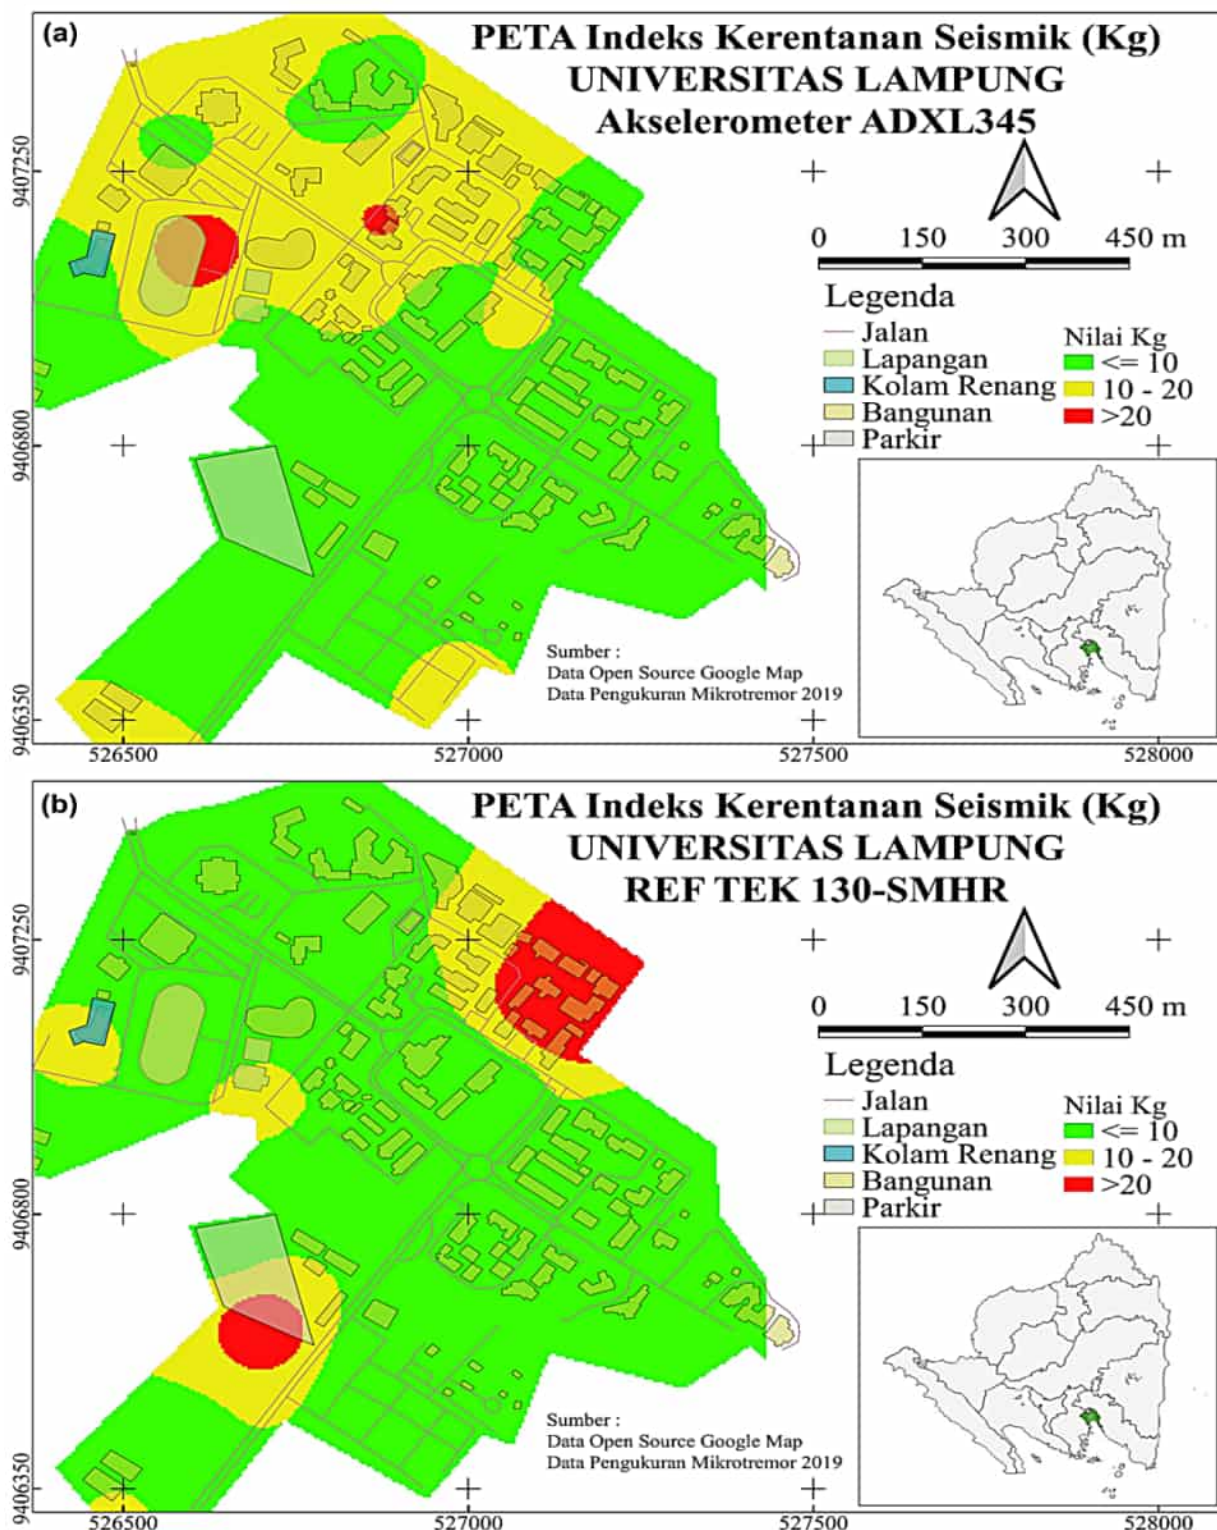 (a)
PETA Indeks Kerentanan Seismik (Kg)
UNIVERSITAS LAMPUNG
Akselerometer ADXL345
9407250
9406800
9406350
0 150 300 450 m
Legenda
Jalan
Lapangan
Kolam Renang
Bangunan
Parkir
Nilai Kg
<= 10
10 - 20
>20
Sumber :
Data Open Source Google Map
Data Pengukuran Mikrotremor 2019
526500 527000 527500 528000
(b)
PETA Indeks Kerentanan Seismik (Kg)
UNIVERSITAS LAMPUNG
REF TEK 130-SMHR
9407250
9406800
9406350
0 150 300 450 m
Legenda
Jalan
Lapangan
Kolam Renang
Bangunan
Parkir
Nilai Kg
<= 10
10 - 20
>20
Sumber :
Data Open Source Google Map
Data Pengukuran Mikrotremor 2019
526500 527000 527500 528000